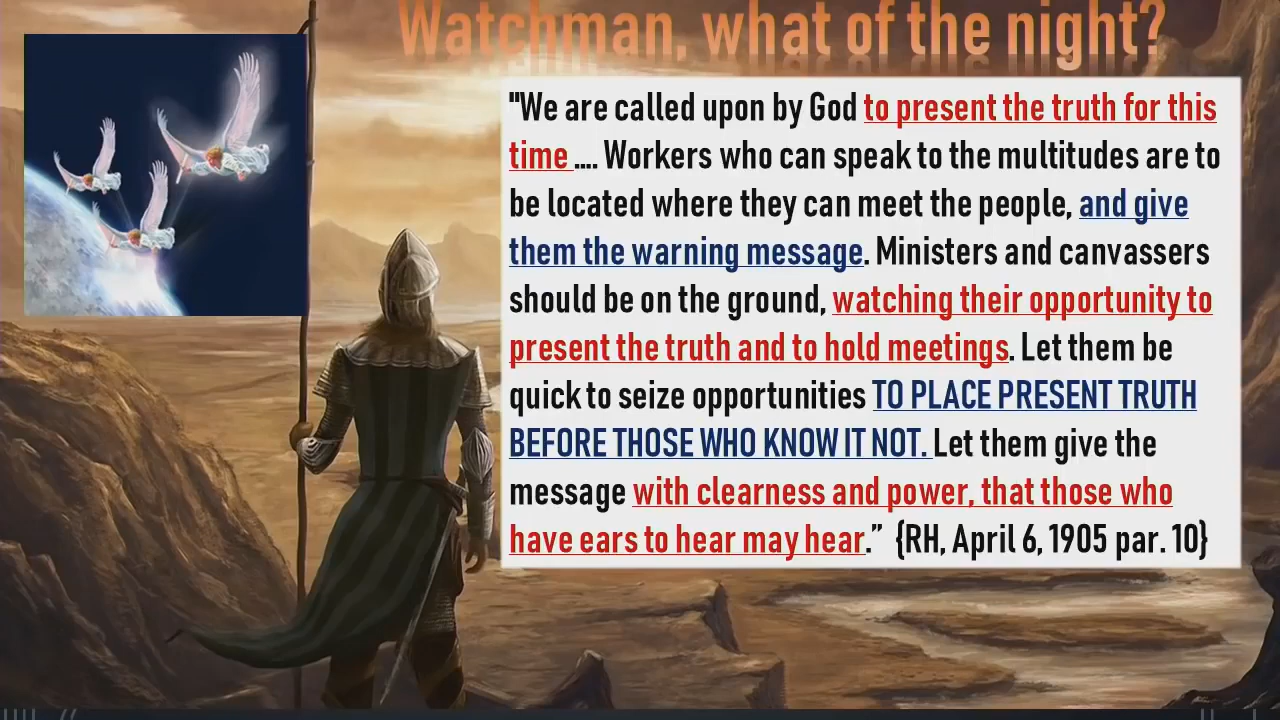 Watchman, what of the night?
"We are called upon by God to present the truth for this
time .... Workers who can speak to the multitudes are to
be located where they can meet the people, and give
them the warning message. Ministers and canvassers
should be on the ground, watching their opportunity to
present the truth and to hold meetings. Let them be
quick to seize opportunities TO PLACE PRESENT TRUTH
BEFORE THOSE WHO KNOW IT NOT. Let them give the
message with clearness and power, that those who
have ears to hear may hear.” {RH, April 6, 1905 par. 10}